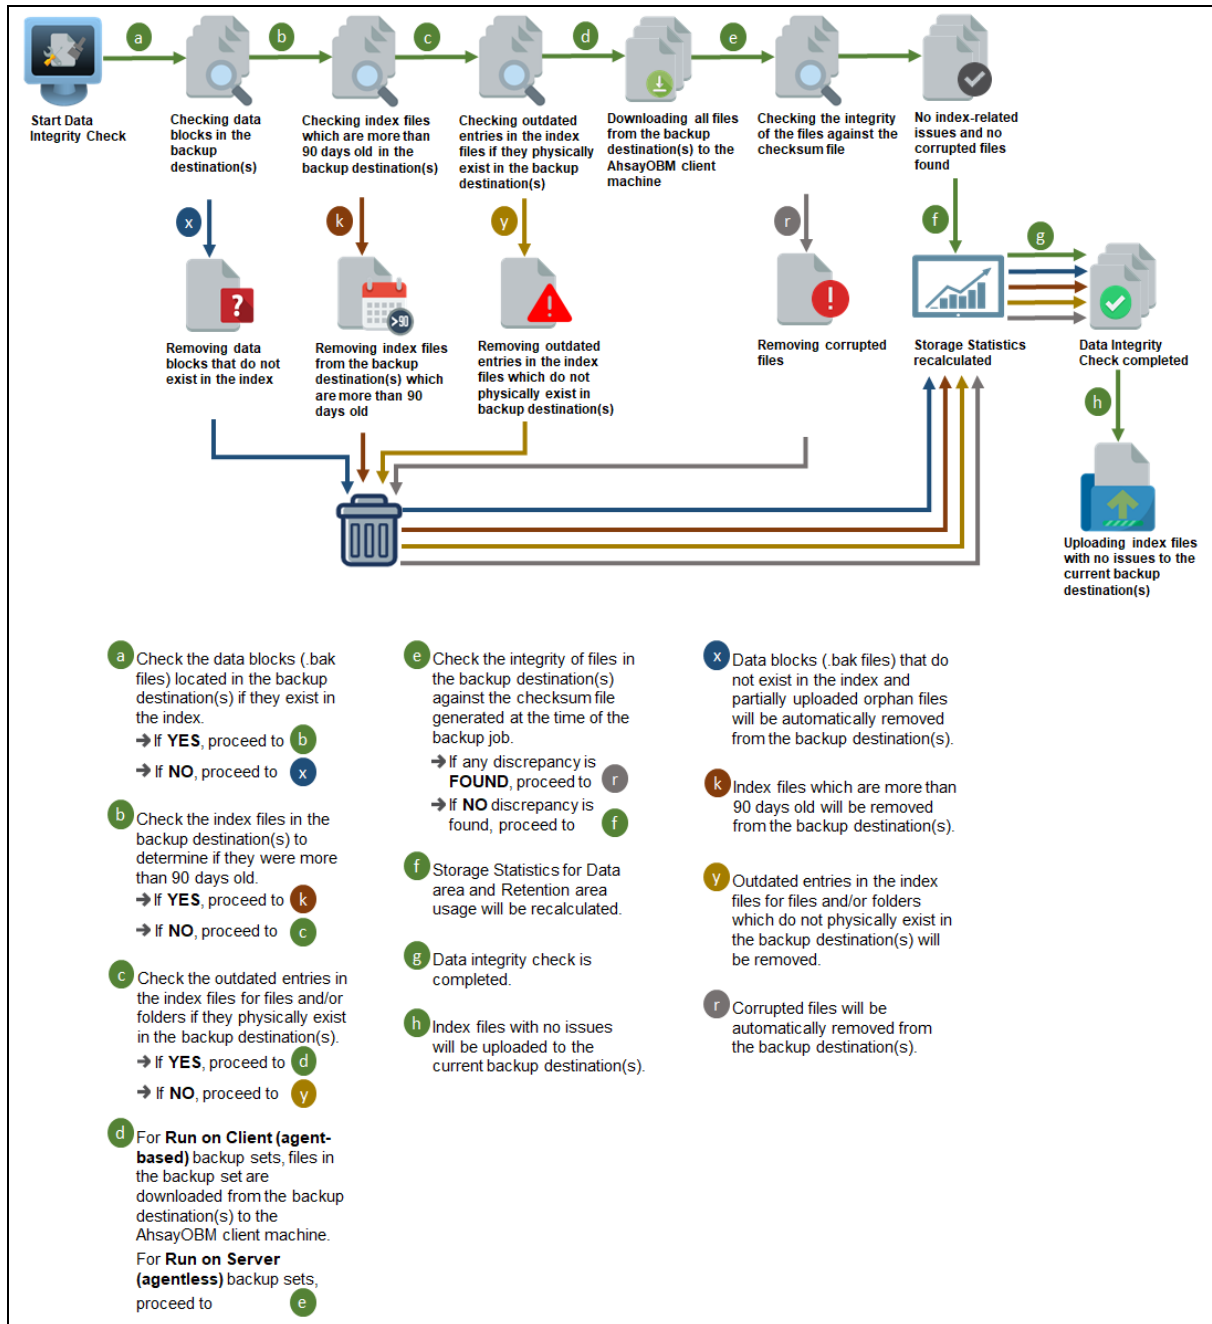 a
b
c
d
e
Start Data
Integrity Check
Checking data
blocks in the
backup
destination(s)
Checking index files
which are more than
90 days old in the
backup destination(s)
Checking outdated
entries in the index
files if they physically
exist in the backup
destination(s)
Downloading all files
from the backup
destination(s) to the
AhsayOBM client
machine
Checking the integrity
of the files against the
checksum file
No index-related
issues and no
corrupted files
found
x
k
y
r
f
g
?
>90
!
!
Removing data
blocks that do not
exist in the index
Removing index files
from the backup
destination(s) which
are more than 90
days old
Removing outdated
entries in the index
files which do not
physically exist in
backup destination(s)
Removing corrupted
files
Storage Statistics
recalculated
Data Integrity
Check completed
h
Uploading index files
with no issues to the
current backup
destination(s)
a Check the data blocks (.bak
files) located in the backup
destination(s) if they exist in
the index.
➔ If YES, proceed to b
➔ If NO, proceed to x
b Check the index files in the
backup destination(s) to
determine if they were more
than 90 days old.
➔ If YES, proceed to k
➔ If NO, proceed to c
c Check the outdated entries in
the index files for files and/or
folders if they physically exist
in the backup destination(s).
➔ If YES, proceed to d
➔ If NO, proceed to y
d For Run on Client (agent-
based) backup sets, files in
the backup set are
downloaded from the backup
destination(s) to the
AhsayOBM client machine.
For Run on Server
(agentless) backup sets,
proceed to e
e Check the integrity of files in
the backup destination(s)
against the checksum file
generated at the time of the
backup job.
➔ If any discrepancy is
FOUND, proceed to r
➔ If NO discrepancy is
found, proceed to f
f Storage Statistics for Data
area and Retention area
usage will be recalculated.
g Data integrity check is
completed.
h Index files with no issues
will be uploaded to the
current backup destination(s).
x Data blocks (.bak files) that do
not exist in the index and
partially uploaded orphan files
will be automatically removed
from the backup destination(s).
k Index files which are more than
90 days old will be removed
from the backup destination(s).
y Outdated entries in the index
files for files and/or folders
which do not physically exist in
the backup destination(s) will
be removed.
r Corrupted files will be
automatically removed from
the backup destination(s).